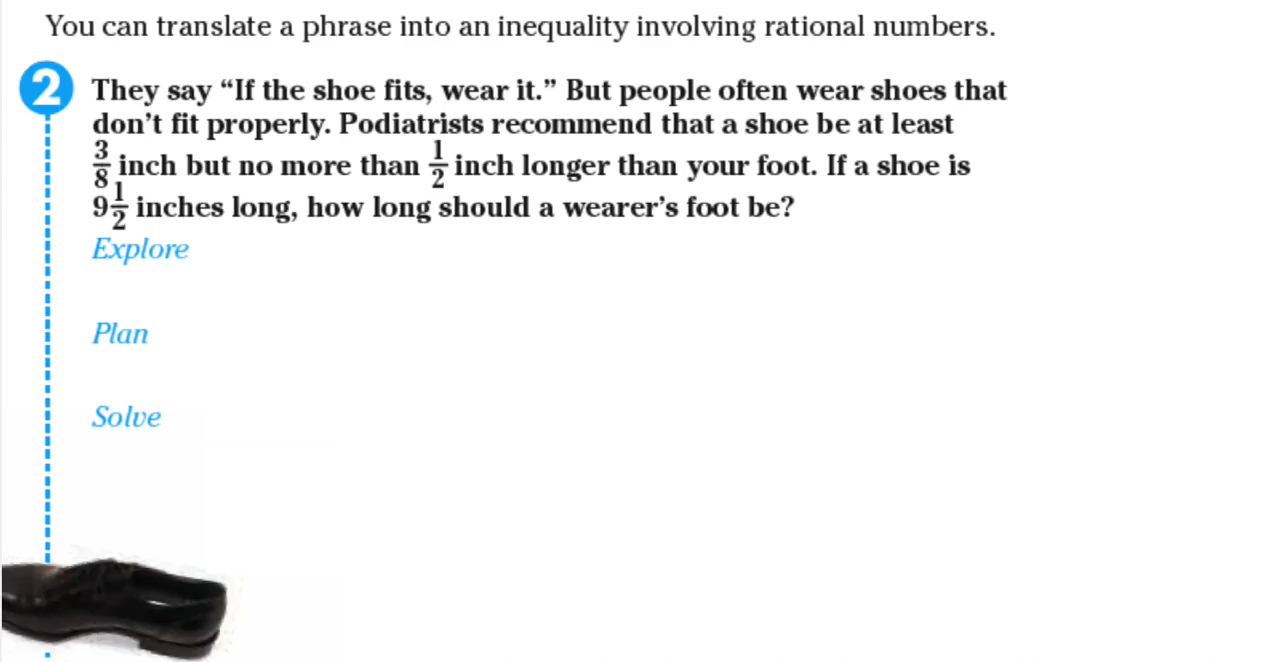 You can translate a phrase into an inequality involving rational numbers.
2 They say “If the shoe fits, wear it.” But people often wear shoes that
don’t fit properly. Podiatrists recommend that a shoe be at least
3/8 inch but no more than 1/2 inch longer than your foot. If a shoe is
9 1/2 inches long, how long should a wearer’s foot be?
Explore
Plan
Solve